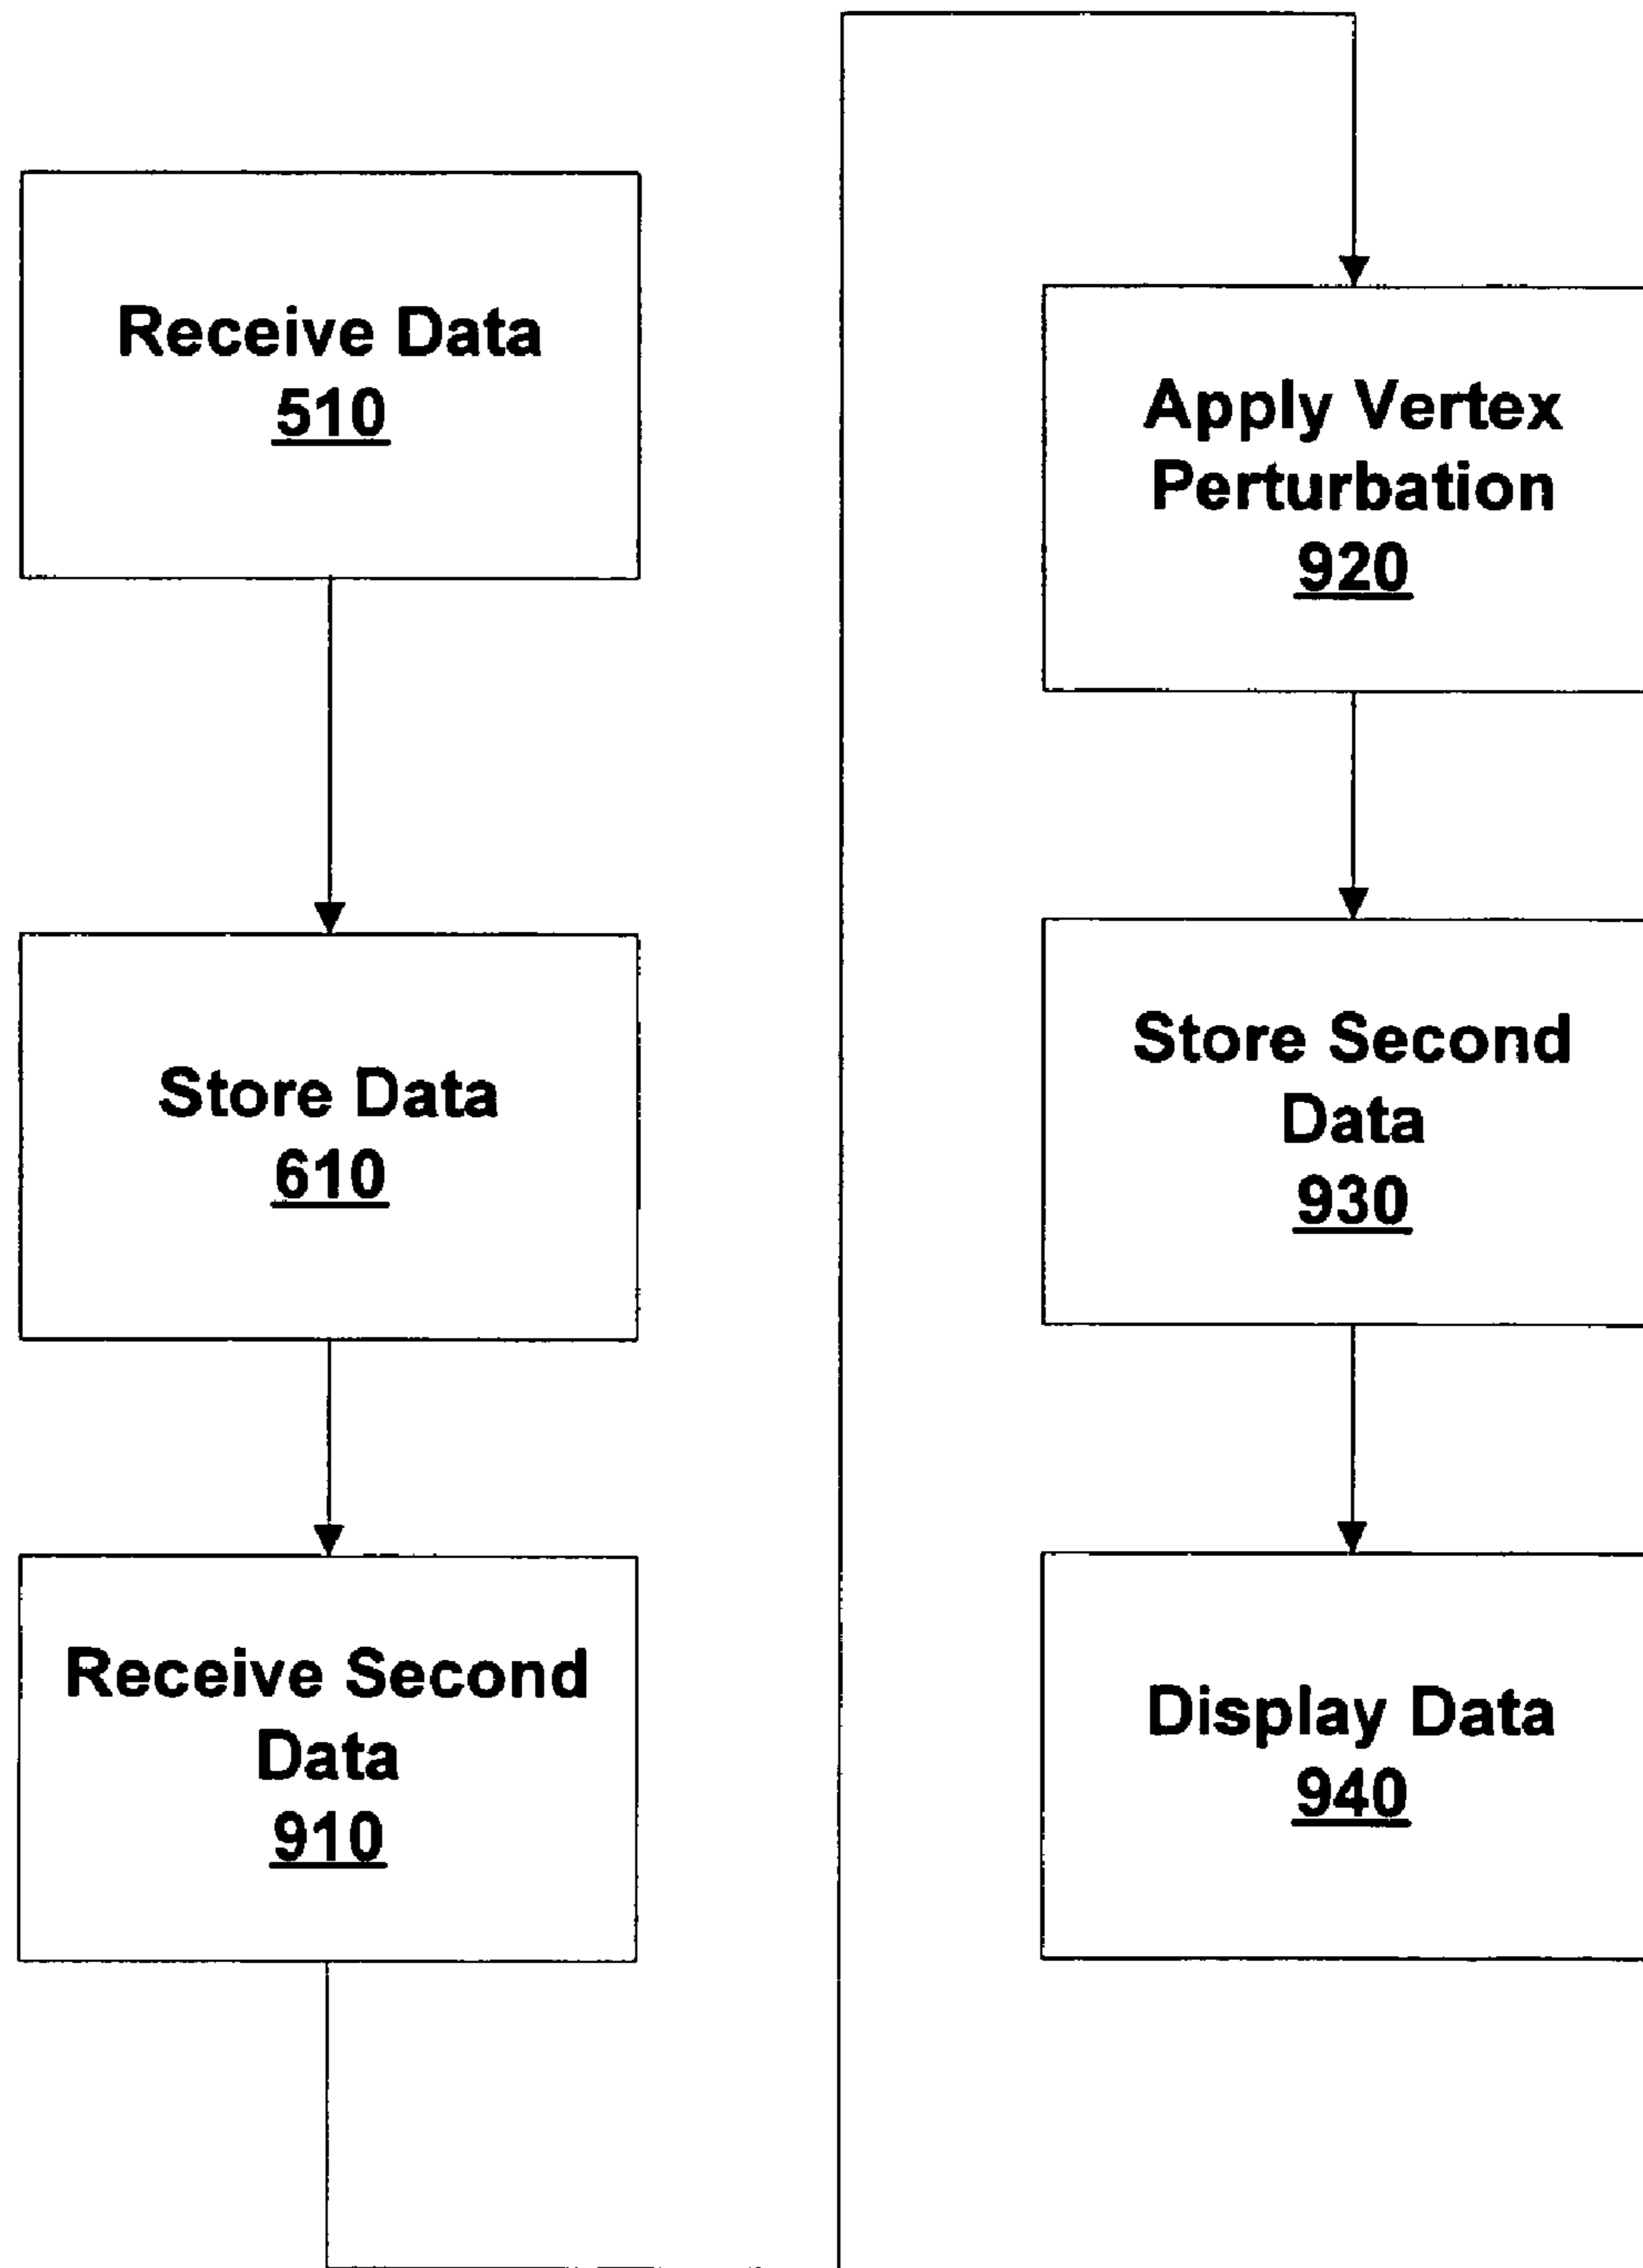 Receive Data
510
Store Data
610
Receive Second
Data
910
Apply Vertex
Perturbation
920
Store Second
Data
930
Display Data
940